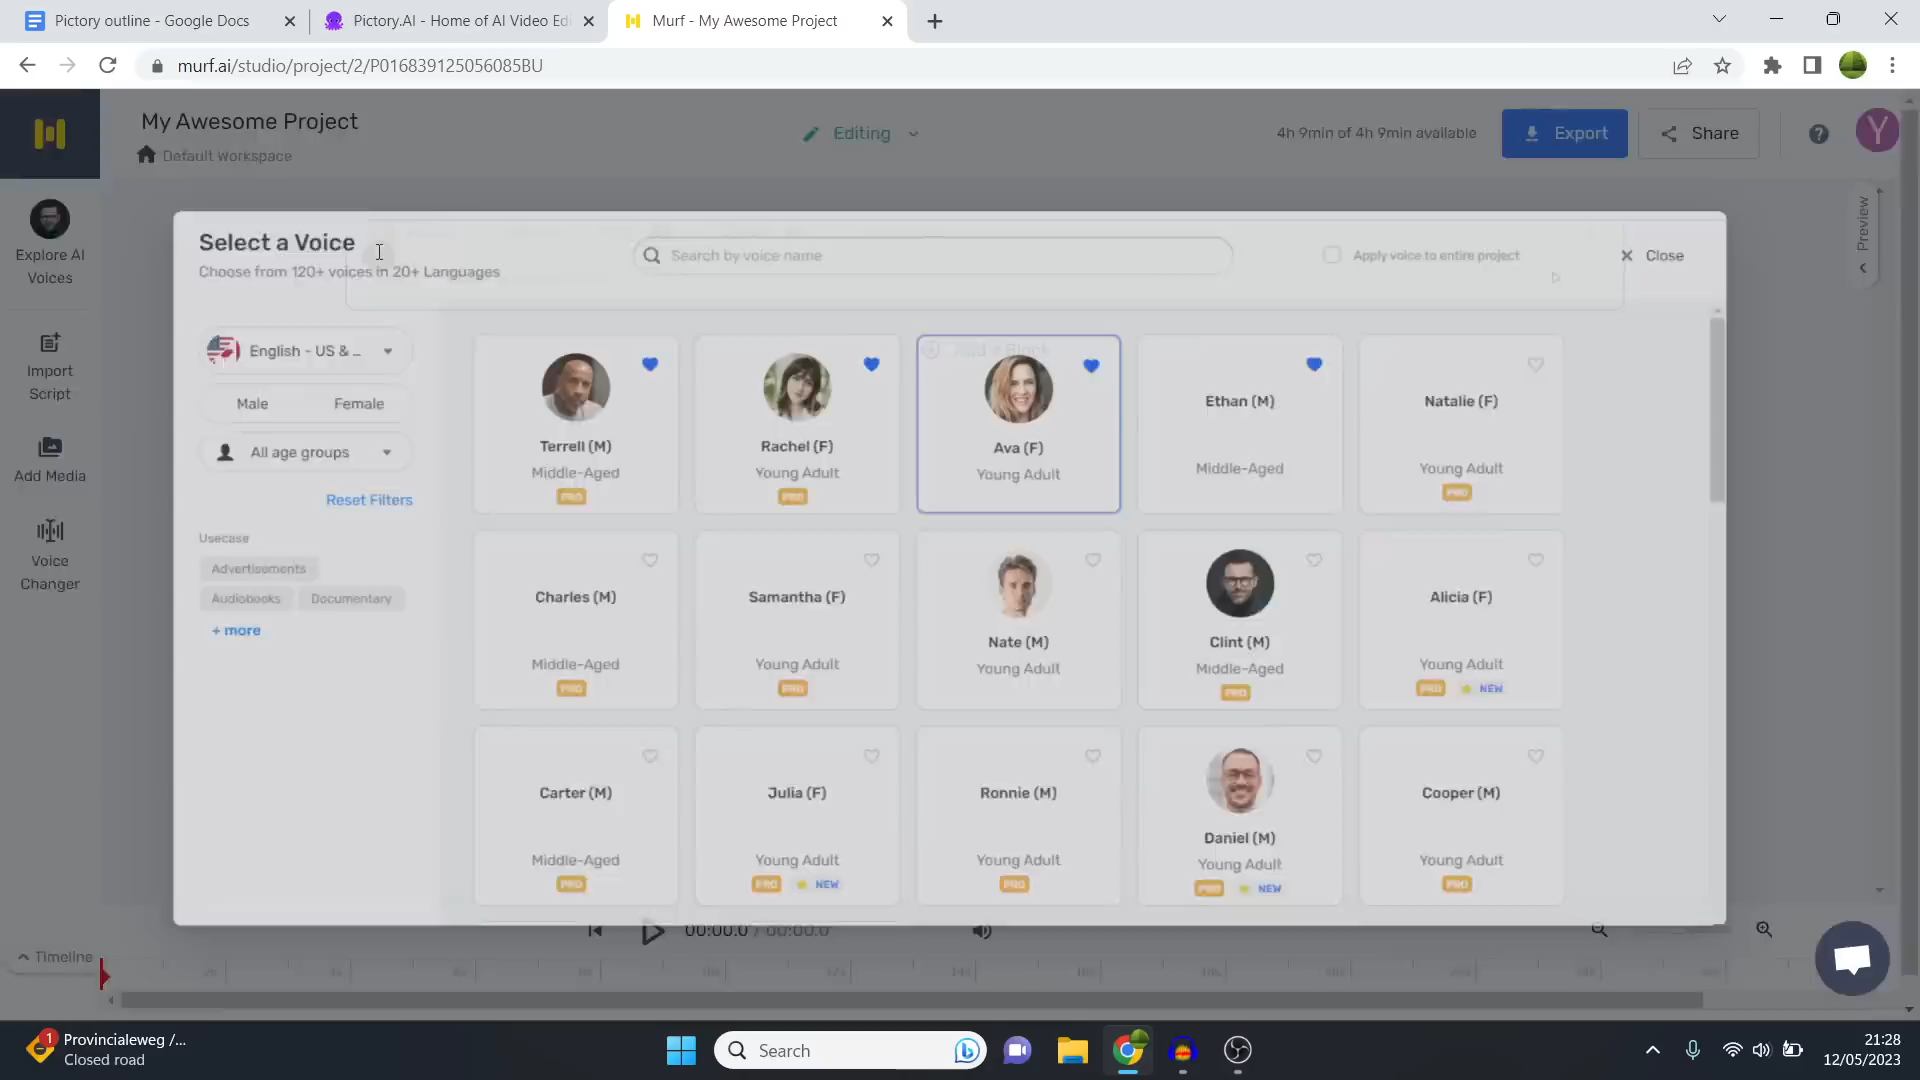 Pictory outline - Google Docs
Pictory.AI - Home of AI Video Edi
Murf - My Awesome Project
murf.ai/studio/project/2/P016839125056085BU
My Awesome Project
Default Workspace
Editing
4h 9min of 4h 9min available
Export
Share
Y
Explore AI
Voices
Import
Script
Add Media
Voice
Changer
Preview
Select a Voice
Choose from 120+ voices in 20+ Languages
Search by voice name
Apply voice to entire project
Close
English - US & ...
Male
Female
All age groups
Reset Filters
Usecase
Advertisements
Audiobooks
Documentary
+ more
Add a Block
Terrell (M)
Middle-Aged
PRO
Rachel (F)
Young Adult
PRO
Ava (F)
Young Adult
Ethan (M)
Middle-Aged
Natalie (F)
Young Adult
PRO
Charles (M)
Middle-Aged
PRO
Samantha (F)
Young Adult
PRO
Nate (M)
Young Adult
Clint (M)
Middle-Aged
PRO
Alicia (F)
Young Adult
PRO NEW
Carter (M)
Middle-Aged
PRO
Julia (F)
Young Adult
PRO NEW
Ronnie (M)
Young Adult
PRO
Daniel (M)
Young Adult
PRO NEW
Cooper (M)
Young Adult
PRO
00:00.0 / 00:00.0
Timeline
1
Provincialeweg /...
Closed road
Search
21:28
12/05/2023